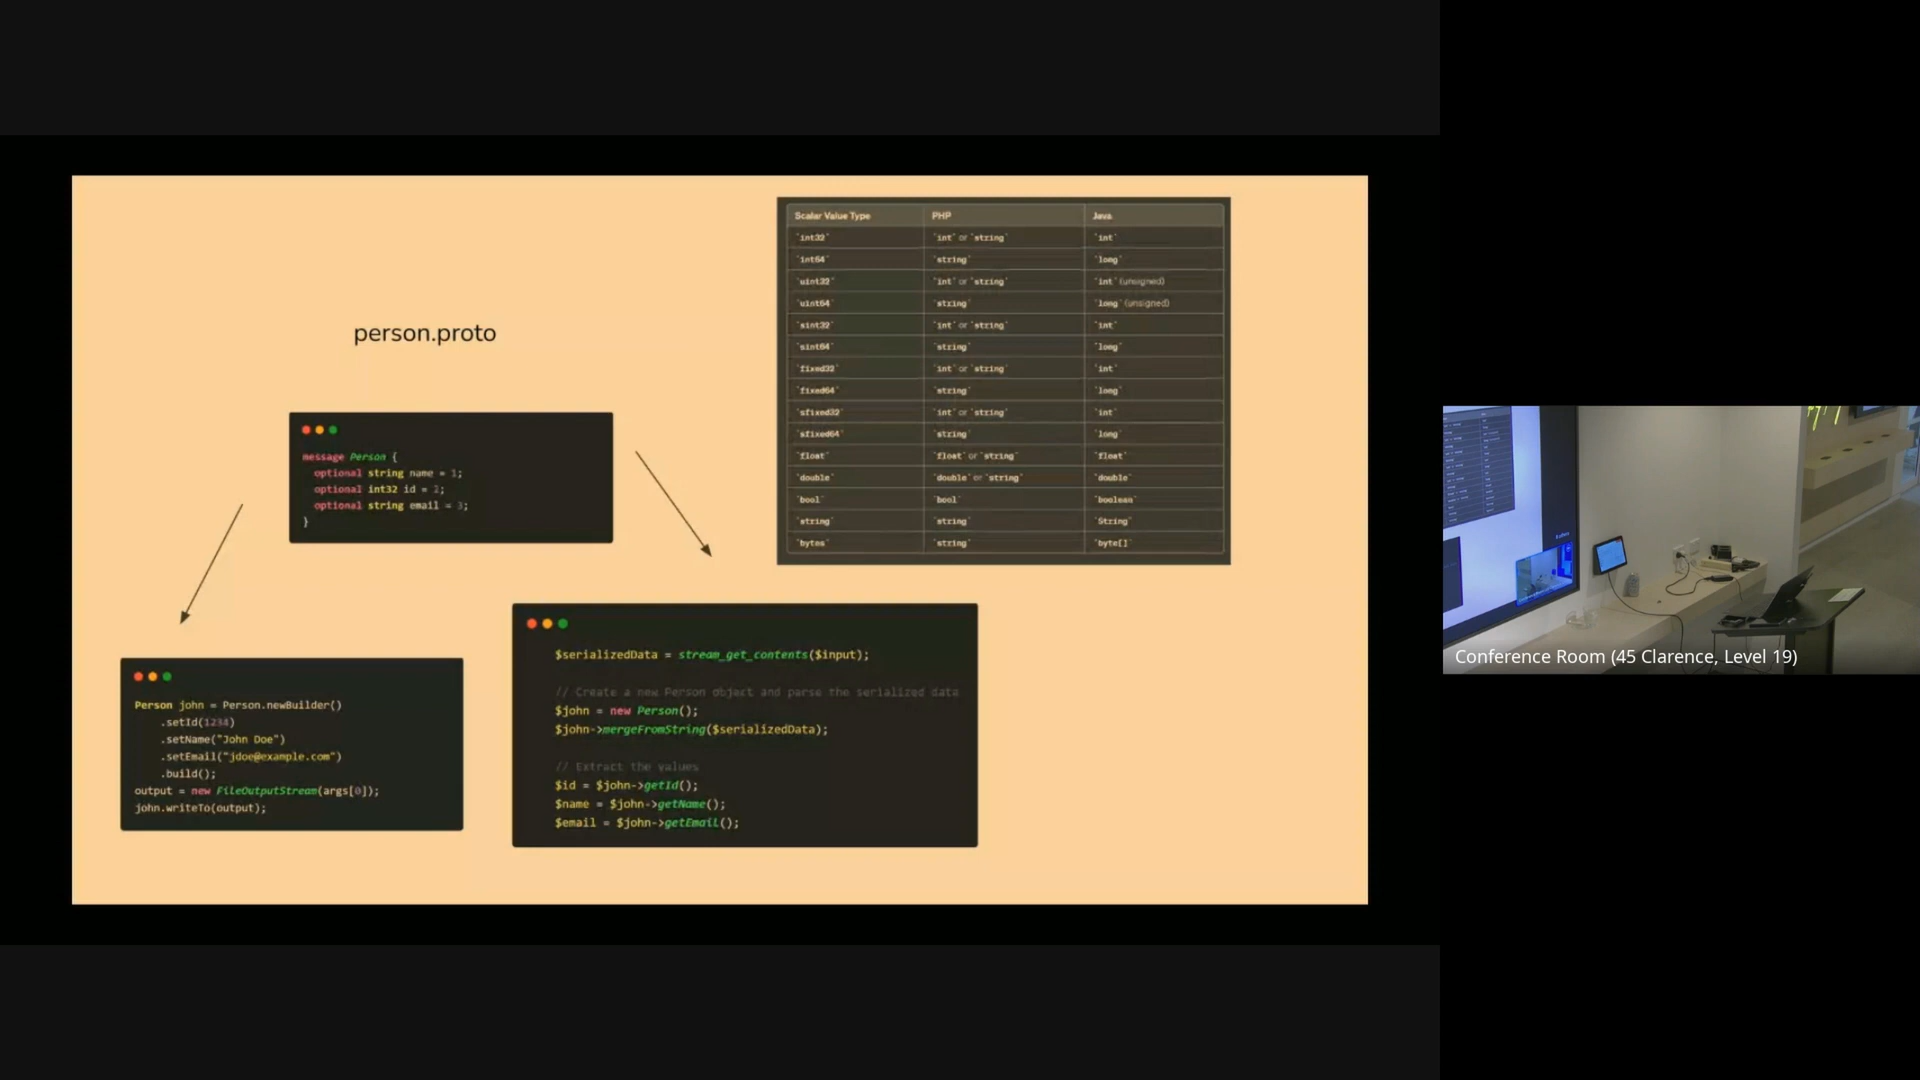 person.proto
message Person {
optional string name = 1;
optional int32 id = 2;
optional string email = 3;
}
Scalar Value Type PHP Java
`int32` `int` or `string` `int`
`int64` `string` `long`
`uint32` `int` or `string` `int` (unsigned)
`uint64` `string` `long` (unsigned)
`sint32` `int` or `string` `int`
`sint64` `string` `long`
`fixed32` `int` or `string` `int`
`fixed64` `string` `long`
`sfixed32` `int` or `string` `int`
`sfixed64` `string` `long`
`float` `float` or `string` `float`
`double` `double` or `string` `double`
`bool` `bool` `boolean`
`string` `string` `String`
`bytes` `string` `byte[]`
Person john = Person.newBuilder()
.setId(1234)
.setName("John Doe")
.setEmail("jdoe@example.com")
.build();
output = new FileOutputStream(args[0]);
john.writeTo(output);
$serializedData = stream_get_contents($input);
// Create a new Person object and parse the serialized data
$john = new Person();
$john->mergeFromString($serializedData);
// Extract the values
$id = $john->getId();
$name = $john->getName();
$email = $john->getEmail();
Conference Room (45 Clarence, Level 19)